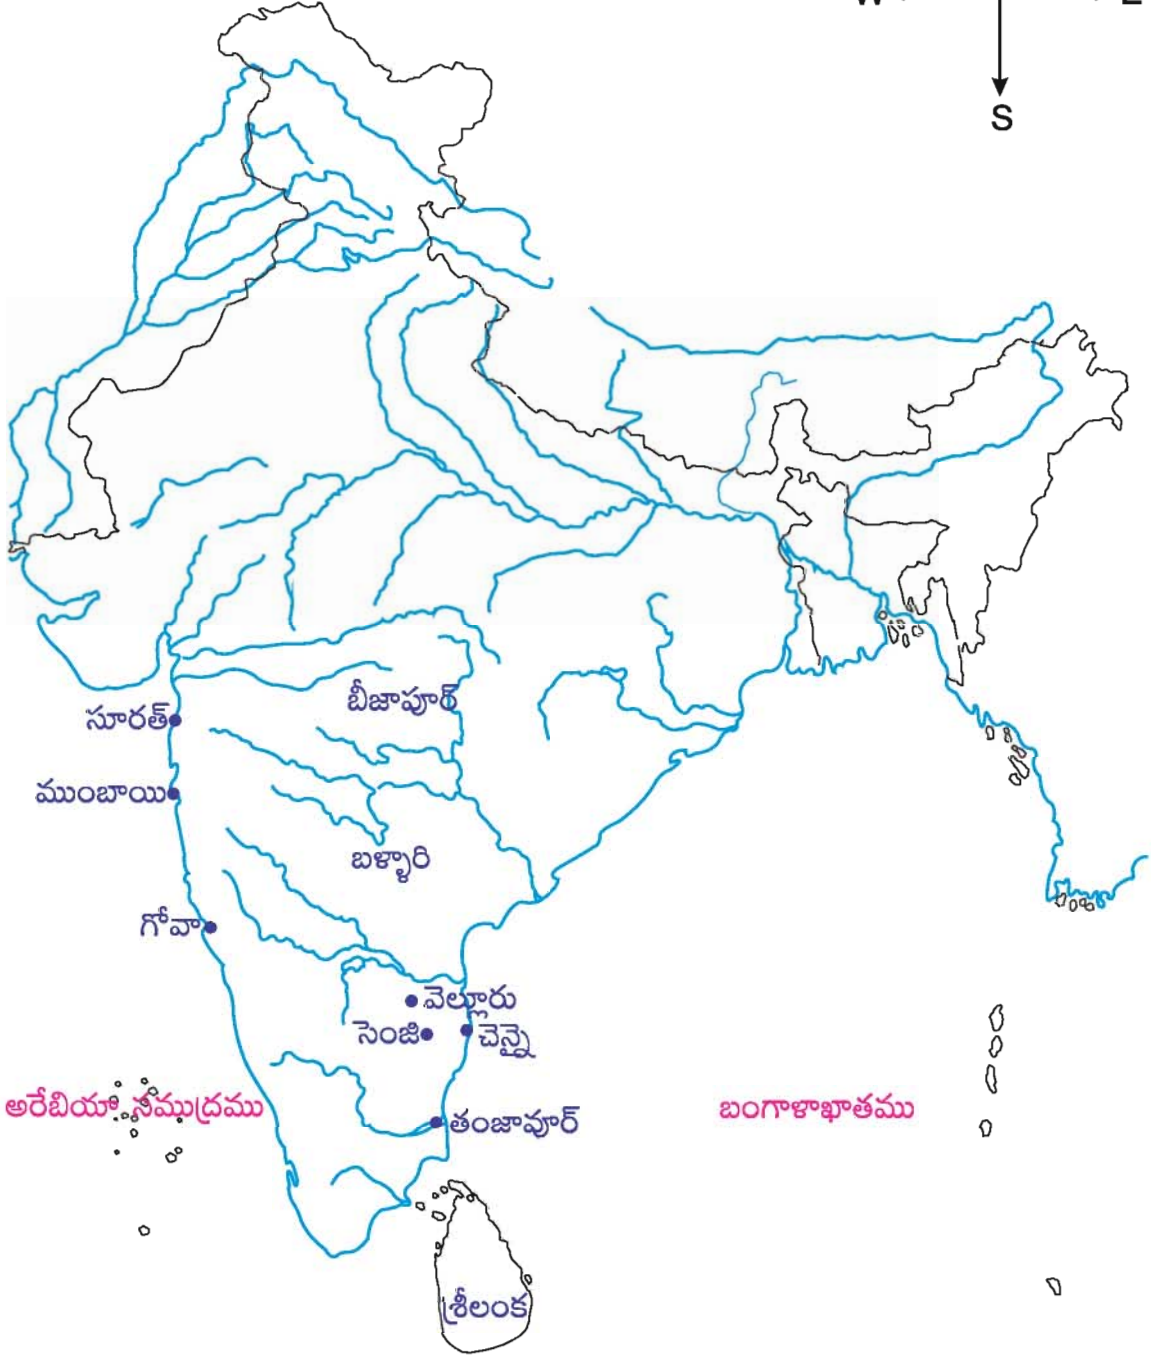 W E
S
బీజాపూర్
సూరత్
ముంబాయి
బళ్ళారి
గోవా
వెల్లూరు
సెంజి
చెన్నై
అరేబియా సముద్రము
బంగాళాఖాతము
తంజావూర్
శ్రీలంక